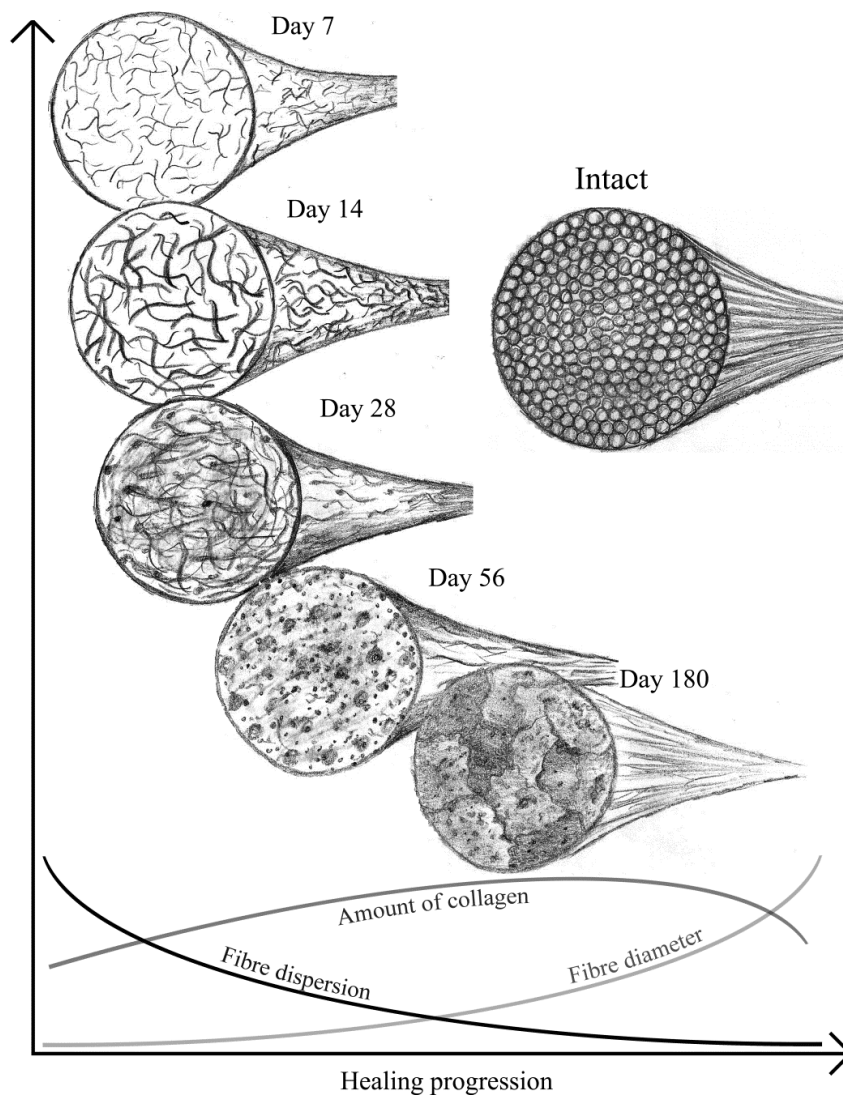 Day 7
Intact
Day 14
Day 28
Day 56
Day 180
Amount of collagen
Fibre dispersion
Fibre diameter
Healing progression